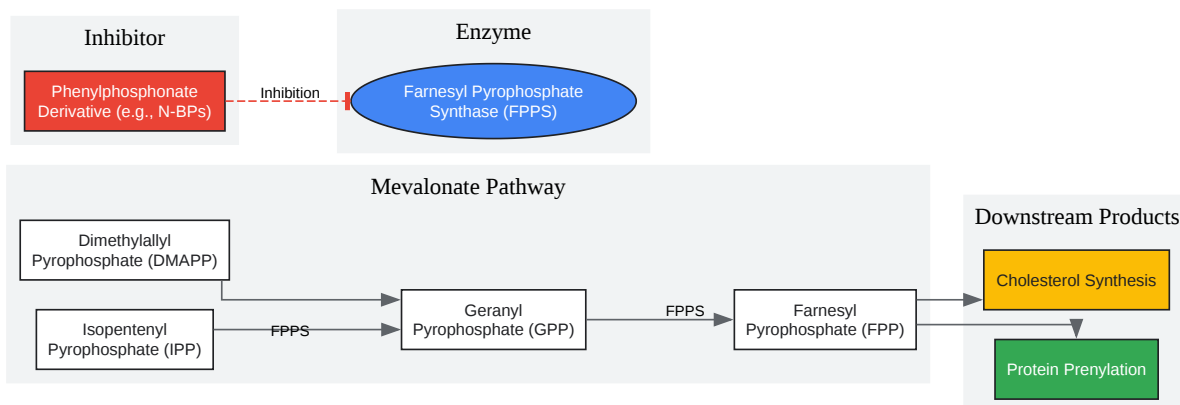 Inhibitor
Enzyme
Phenylphosphonate
Derivative (e.g., N-BPs)
Inhibition
Farnesyl Pyrophosphate
Synthase (FPPS)
Mevalonate Pathway
Dimethylallyl
Pyrophosphate (DMAPP)
Isopentenyl
Pyrophosphate (IPP)
FPPS
Geranyl
Pyrophosphate (GPP)
FPPS
Farnesyl
Pyrophosphate (FPP)
Downstream Products
Cholesterol Synthesis
Protein Prenylation